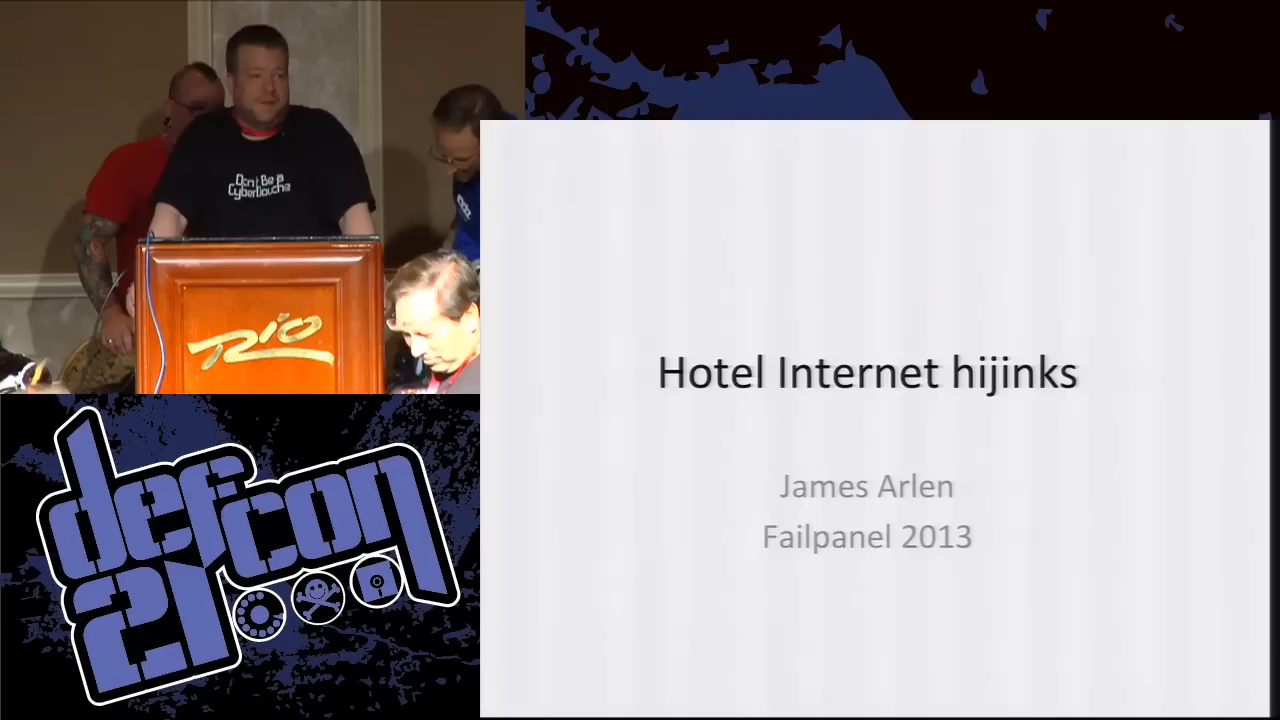 Don't Be a
CyberDouche
Rio
defcon
21
Hotel Internet hijinks
James Arlen
Failpanel 2013